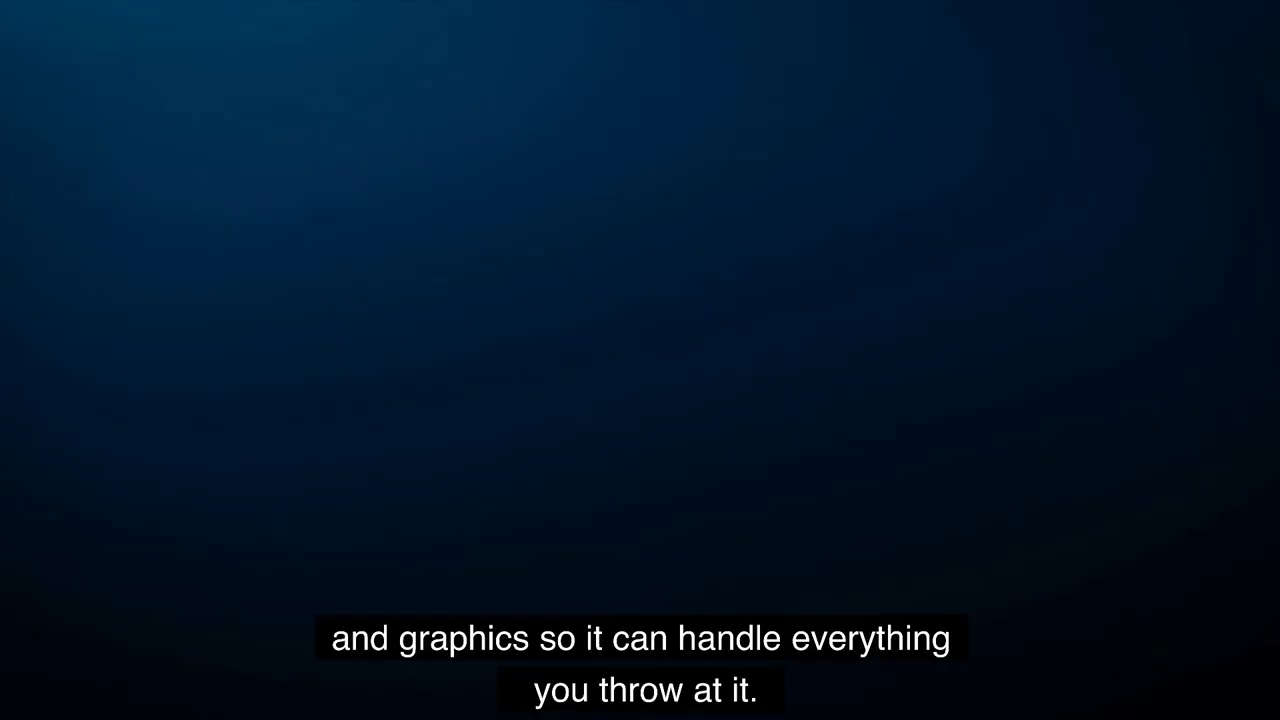 and graphics so it can handle everything
you throw at it.